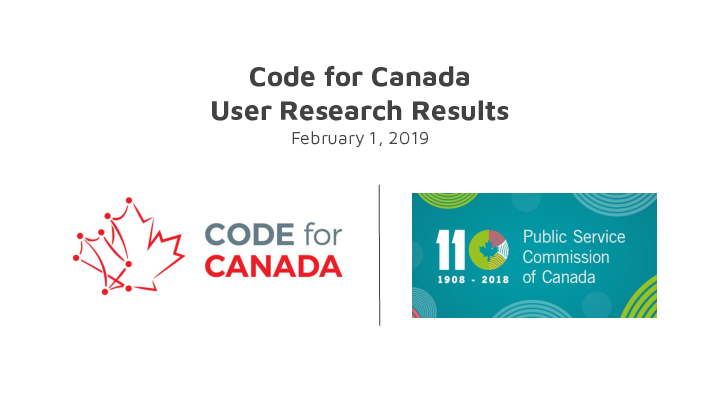 Code for Canada
User Research Results
February 1, 2019
CODE for
CANADA
110
1908 - 2018
Public Service
Commission
of Canada